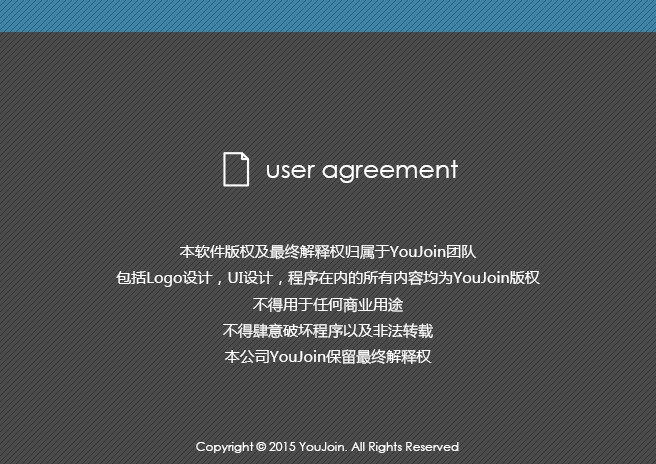 user agreement
本软件版权及最终解释权归属于YouJoin团队
包括Logo设计，UI设计，程序在内的所有内容均为YouJoin版权
不得用于任何商业用途
不得肆意破坏程序以及非法转载
本公司YouJoin保留最终解释权
Copyright © 2015 YouJoin. All Rights Reserved